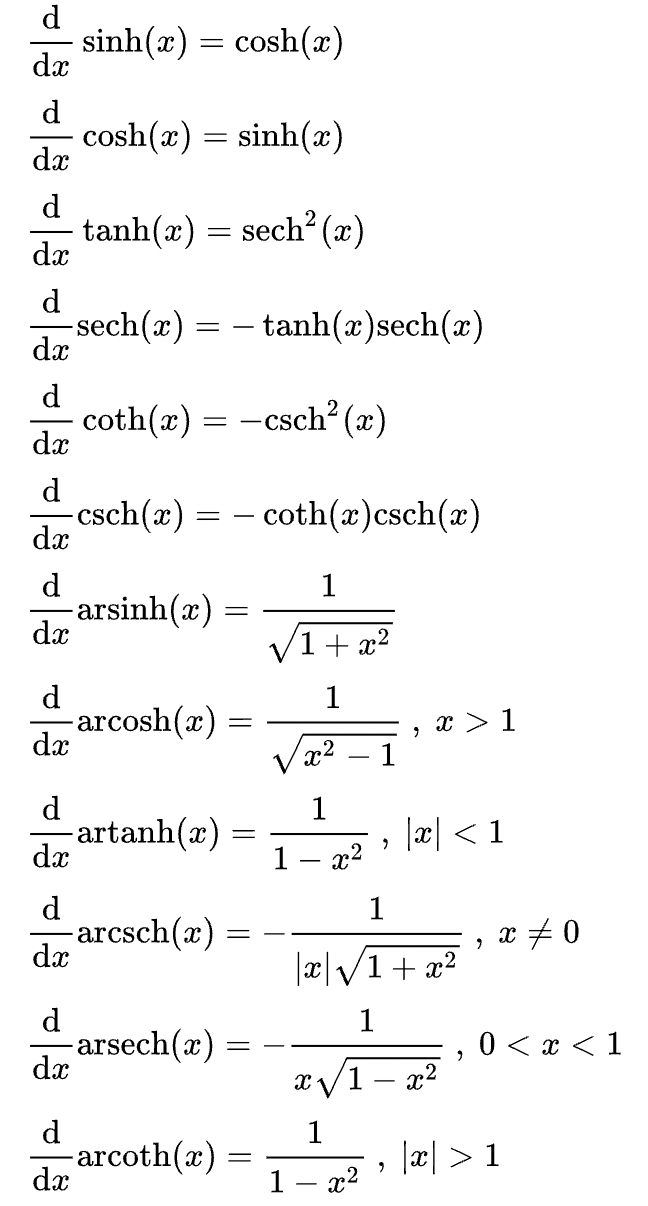 d/dx sinh(x) = cosh(x)
d/dx cosh(x) = sinh(x)
d/dx tanh(x) = sech²(x)
d/dx sech(x) = − tanh(x)sech(x)
d/dx coth(x) = −csch²(x)
d/dx csch(x) = − coth(x)csch(x)
d/dx arsinh(x) = 1/√(1 + x²)
d/dx arcosh(x) = 1/√(x² − 1) , x > 1
d/dx artanh(x) = 1/(1 − x²) , |x| < 1
d/dx arcsch(x) = −1/(|x|√(1 + x²)) , x ≠ 0
d/dx arsech(x) = −1/(x√(1 − x²)) , 0 < x < 1
d/dx arcoth(x) = 1/(1 − x²) , |x| > 1